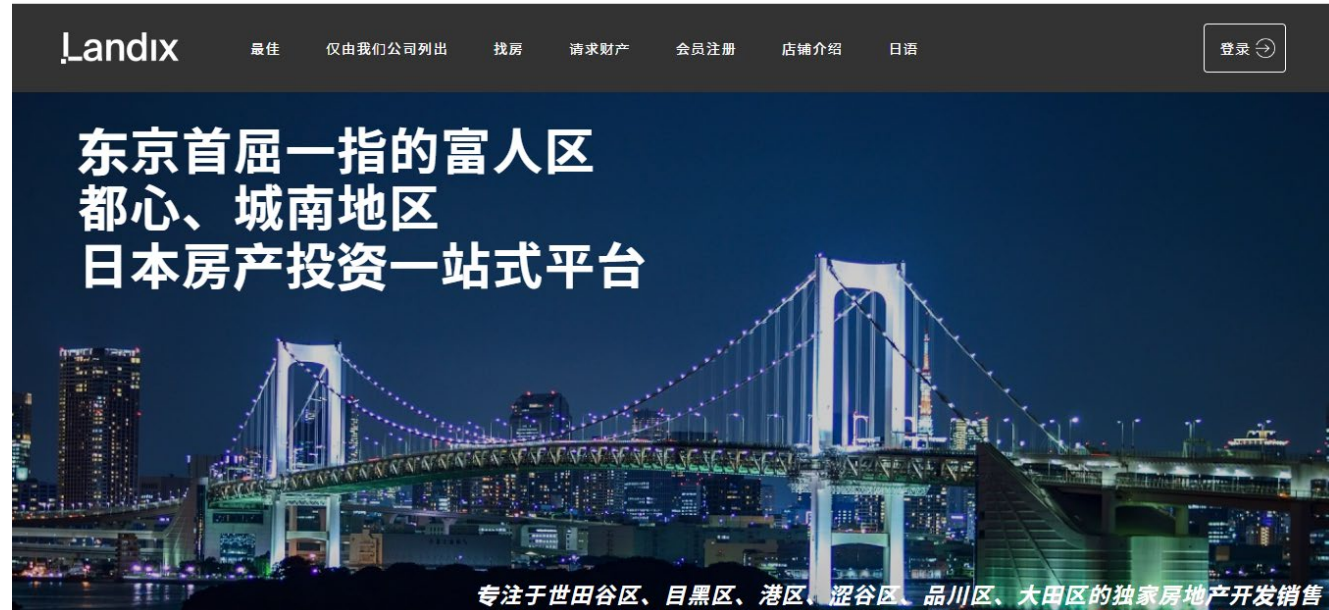 Landix
最佳
仅由我们公司列出
找房
请求财产
会员注册
店铺介绍
日语
登录
东京首屈一指的富人区
都心、城南地区
日本房产投资一站式平台
专注于世田谷区、目黑区、港区、涩谷区、品川区、大田区的独家房地产开发销售